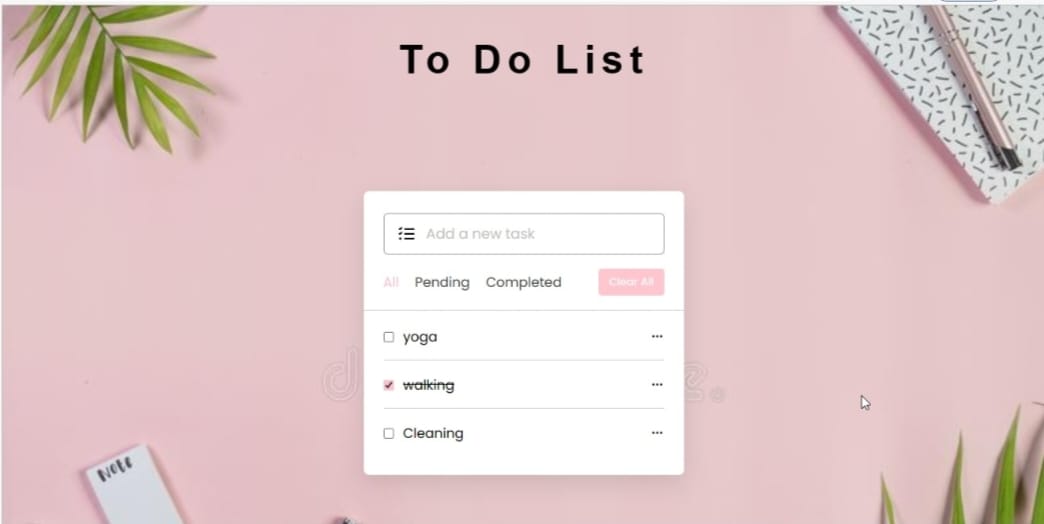 To Do List
Add a new task
All Pending Completed Clear All
yoga
walking
Cleaning
Note